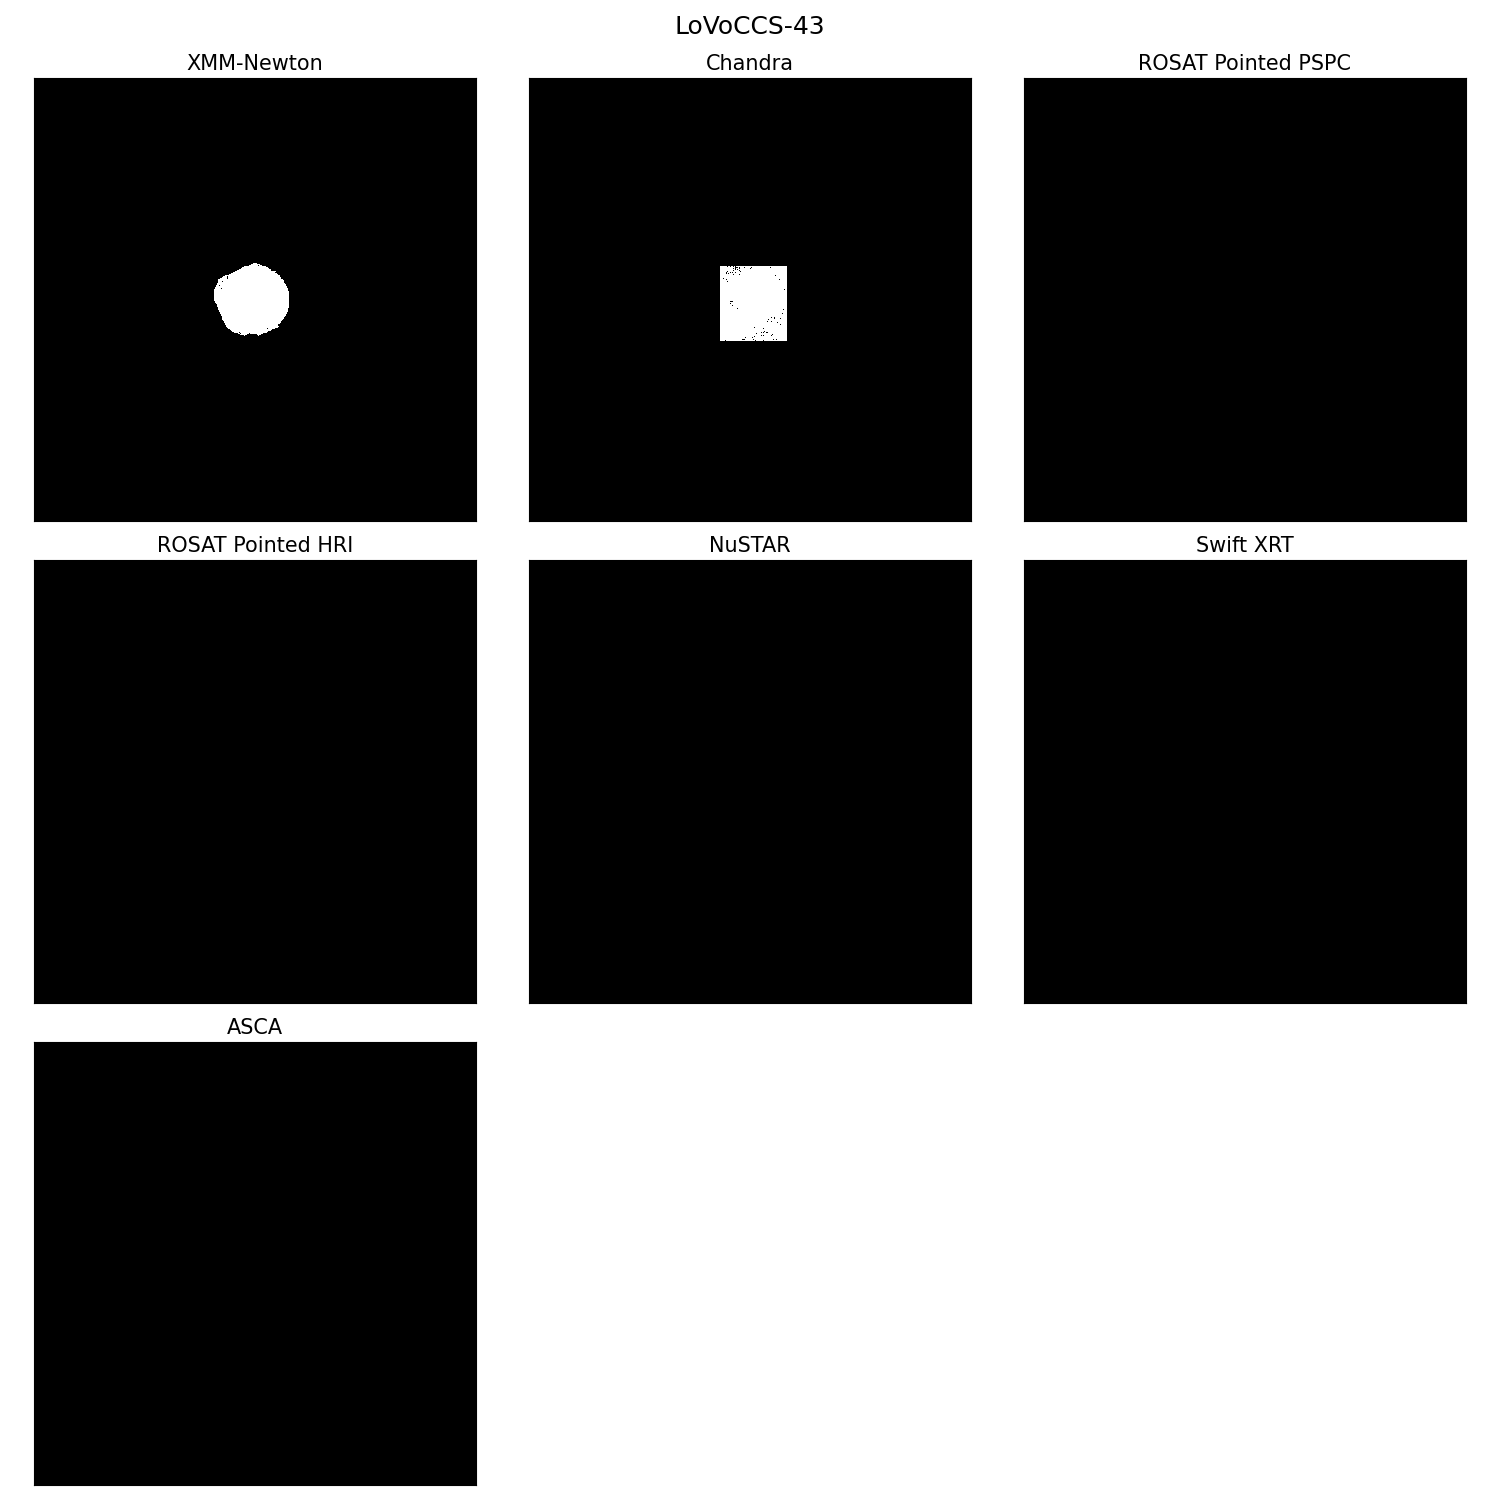 LoVoCCS-43
XMM-Newton
Chandra
ROSAT Pointed PSPC
ROSAT Pointed HRI
NuSTAR
Swift XRT
ASCA